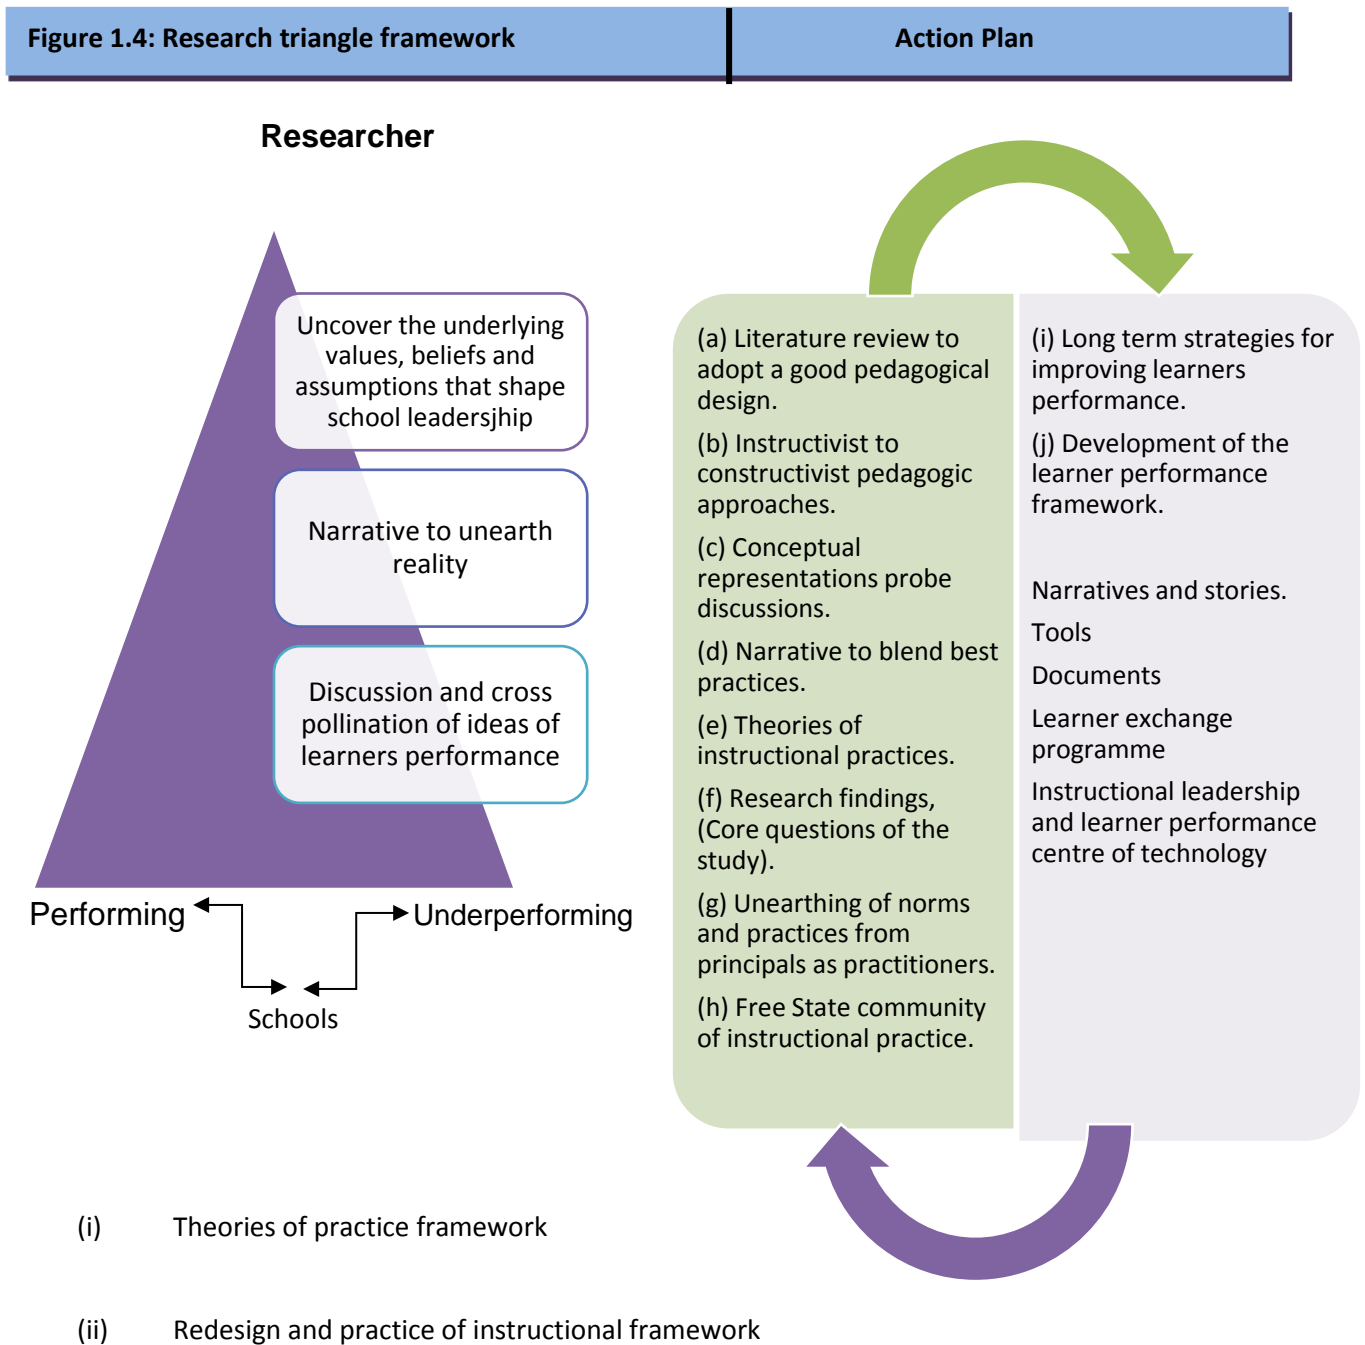 Figure 1.4: Research triangle framework
Action Plan
Researcher
Uncover the underlying
values, beliefs and
assumptions that shape
school leadersjhip
Narrative to unearth
reality
Discussion and cross
pollination of ideas of
learners performance
Performing
Underperforming
Schools
(a) Literature review to
adopt a good pedagogical
design.
(b) Instructivist to
constructivist pedagogic
approaches.
(c) Conceptual
representations probe
discussions.
(d) Narrative to blend best
practices.
(e) Theories of
instructional practices.
(f) Research findings,
(Core questions of the
study).
(g) Unearthing of norms
and practices from
principals as practitioners.
(h) Free State community
of instructional practice.
(i) Long term strategies for
improving learners
performance.
(j) Development of the
learner performance
framework.
Narratives and stories.
Tools
Documents
Learner exchange
programme
Instructional leadership
and learner performance
centre of technology
(i) Theories of practice framework
(ii) Redesign and practice of instructional framework